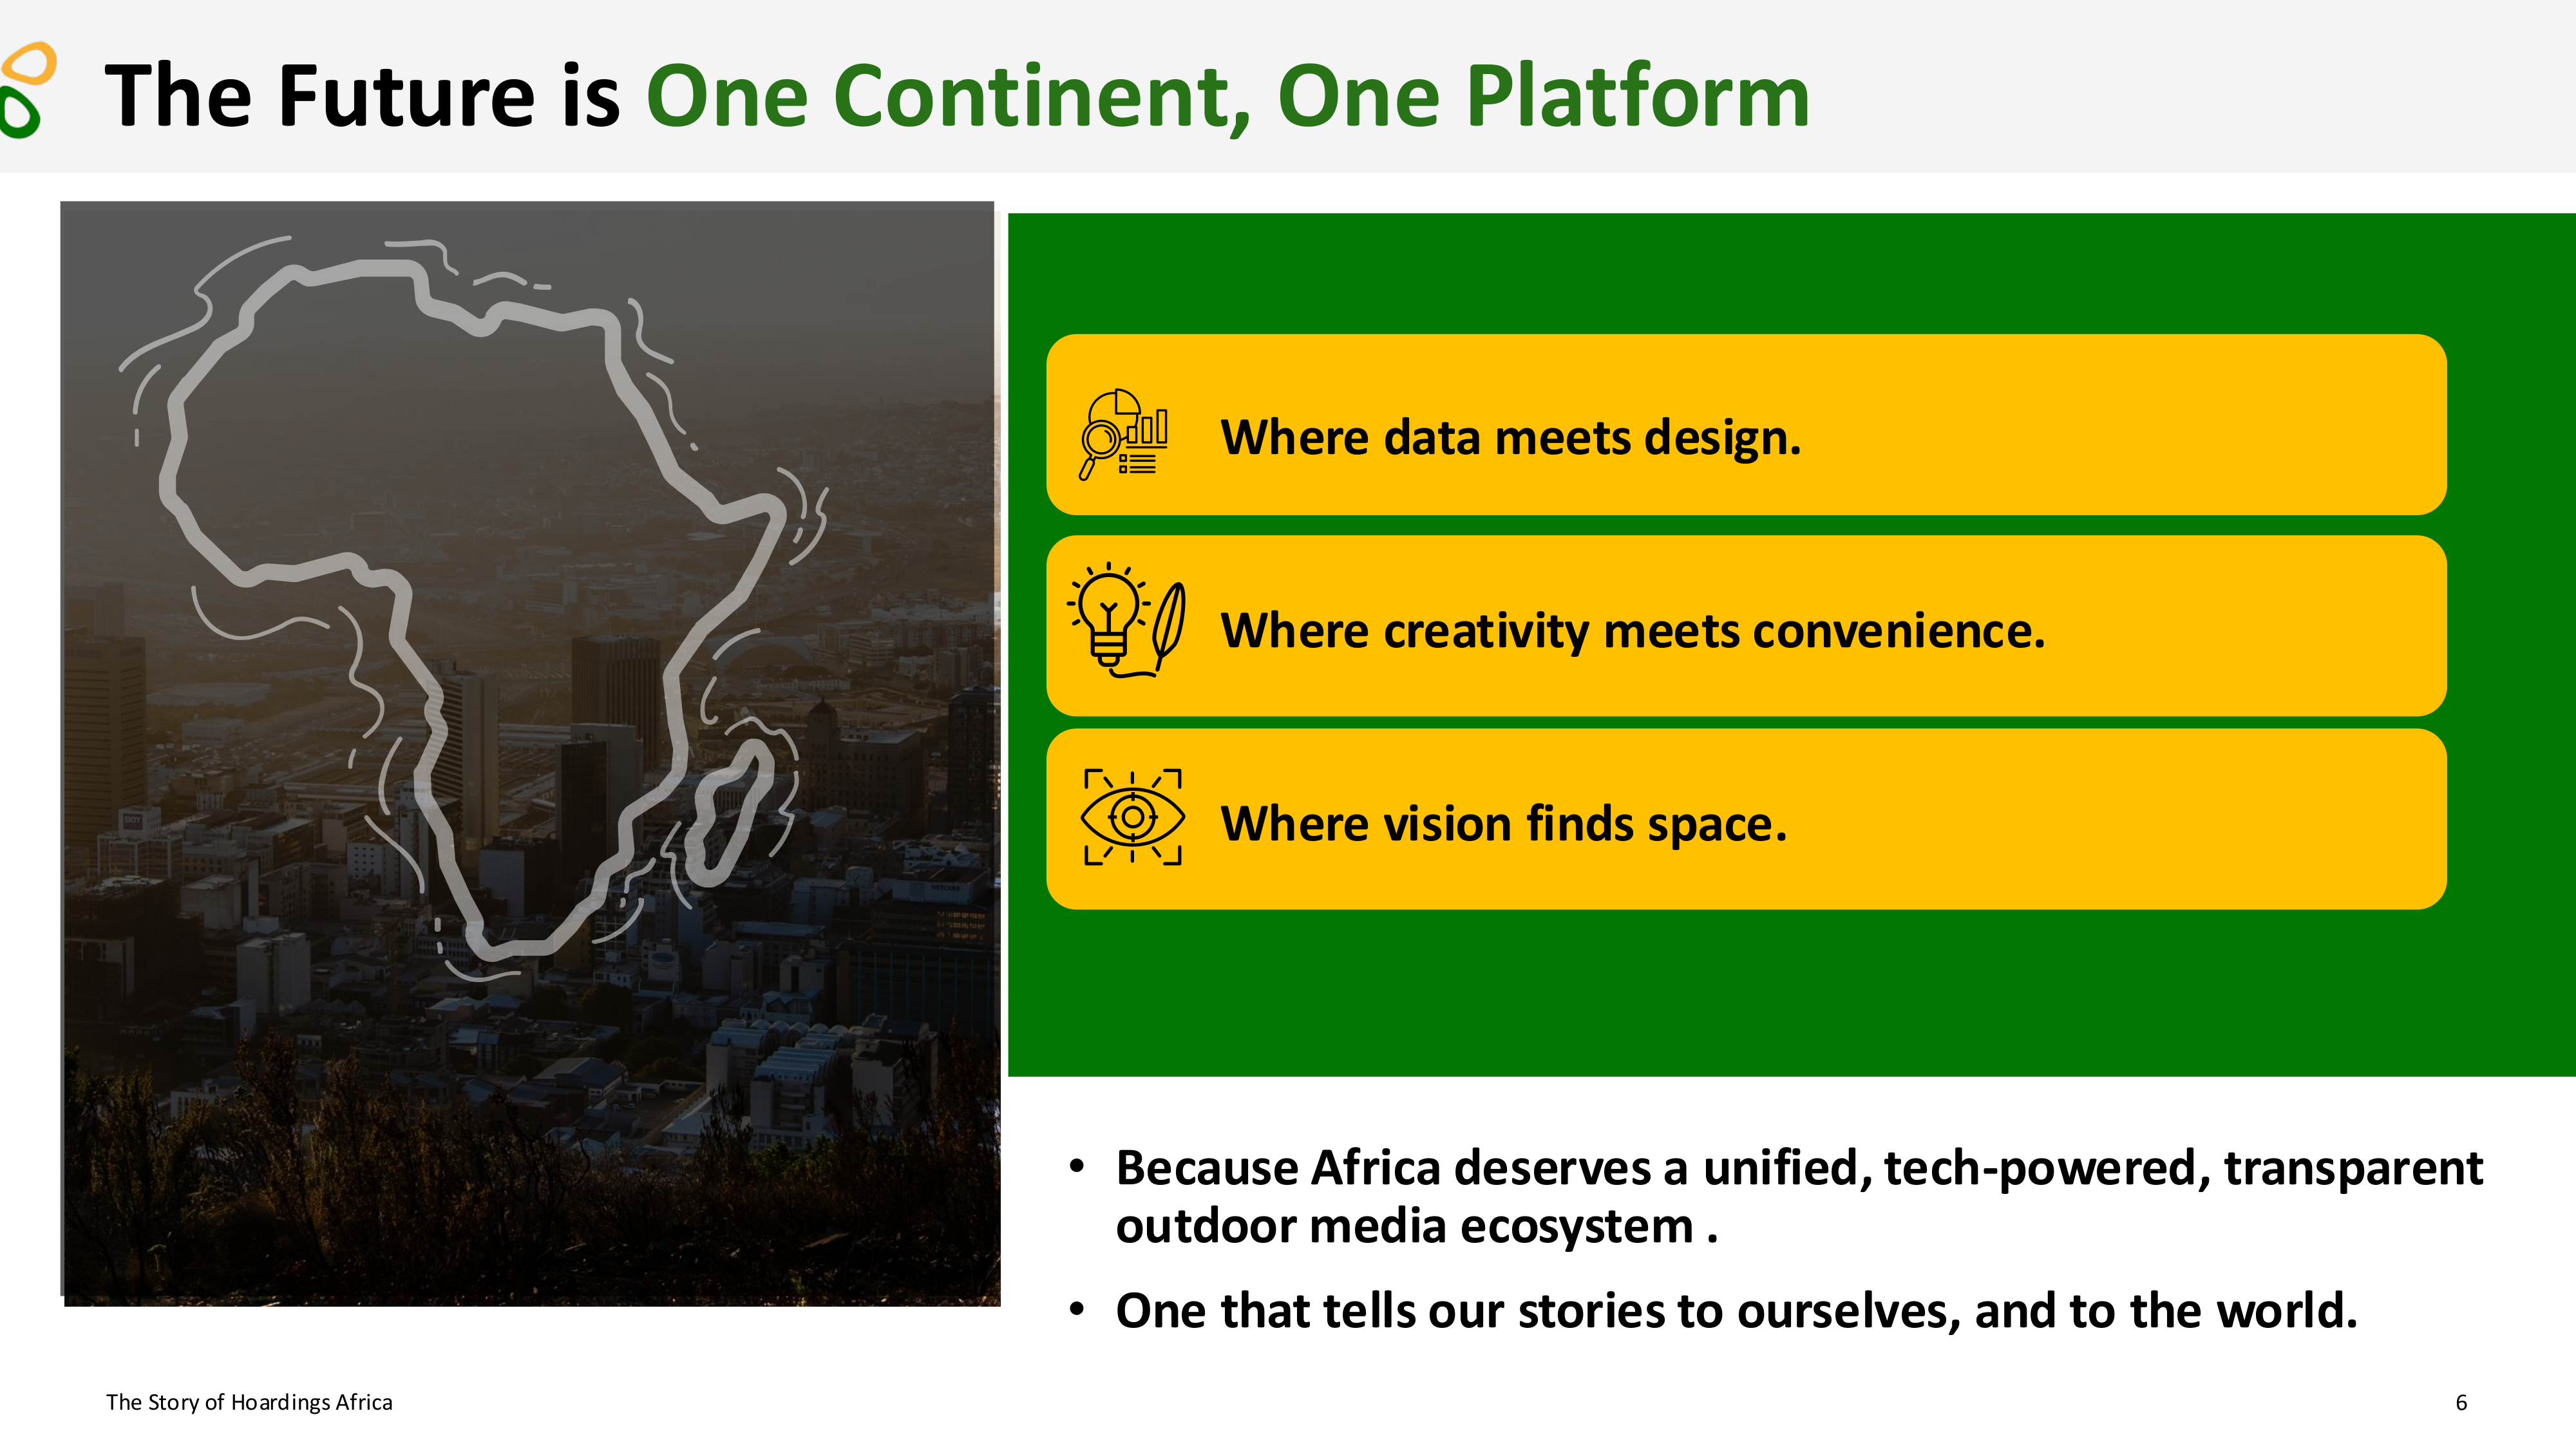 The Future is One Continent, One Platform
Where data meets design.
Where creativity meets convenience.
Where vision finds space.
• Because Africa deserves a unified, tech-powered, transparent
outdoor media ecosystem .
• One that tells our stories to ourselves, and to the world.
The Story of Hoardings Africa
6